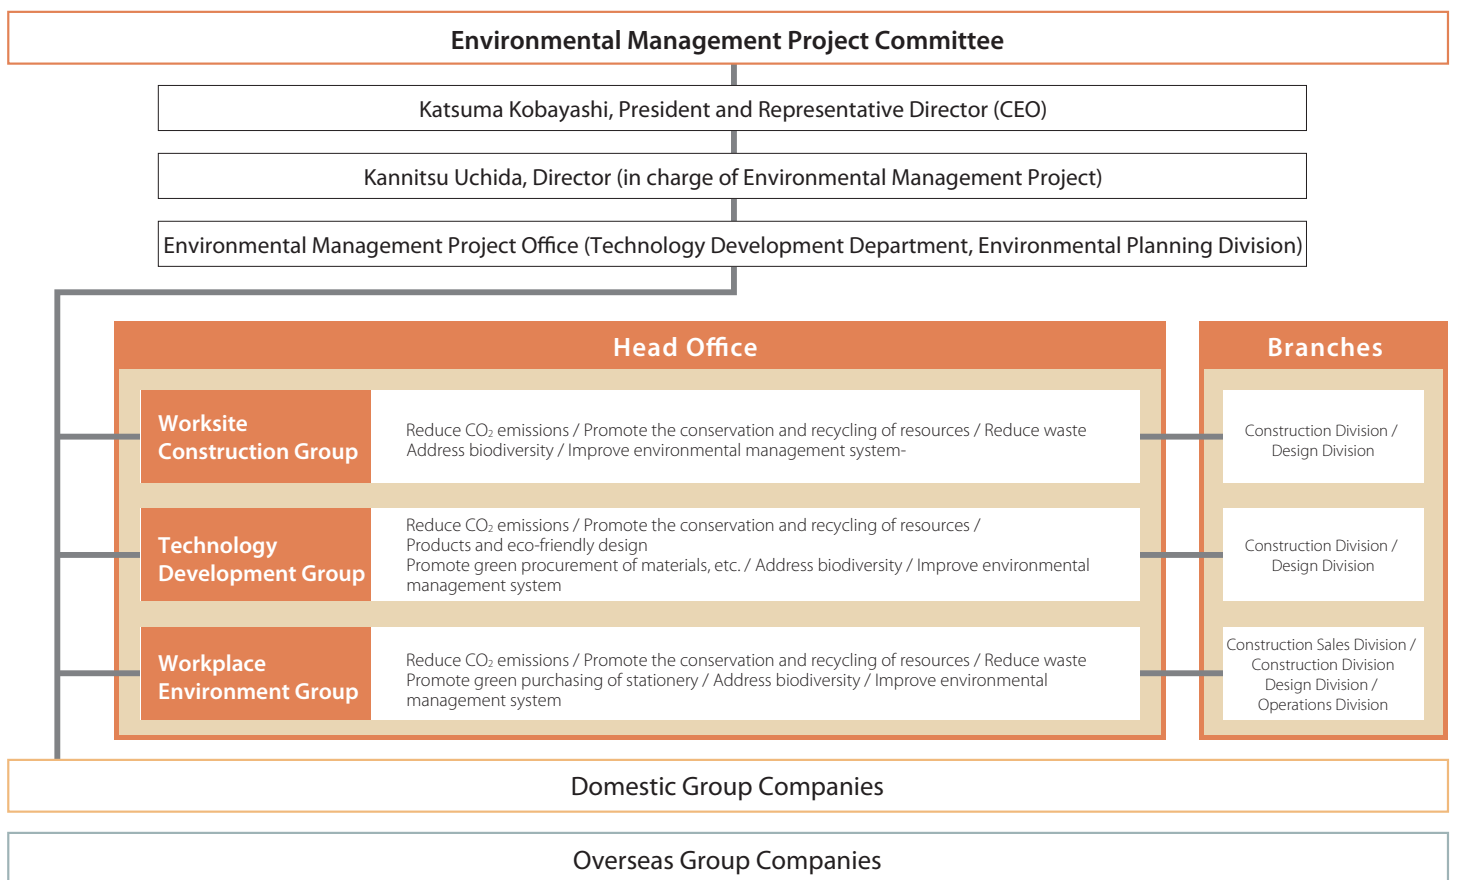 Environmental Management Project Committee
Katsuma Kobayashi, President and Representative Director (CEO)
Kannitsu Uchida, Director (in charge of Environmental Management Project)
Environmental Management Project Office (Technology Development Department, Environmental Planning Division)
Head Office
Branches
Worksite
Construction Group
Reduce CO₂ emissions / Promote the conservation and recycling of resources / Reduce waste
Address biodiversity / Improve environmental management system-
Construction Division /
Design Division
Technology
Development Group
Reduce CO₂ emissions / Promote the conservation and recycling of resources /
Products and eco-friendly design
Promote green procurement of materials, etc. / Address biodiversity / Improve environmental
management system
Construction Division /
Design Division
Workplace
Environment Group
Reduce CO₂ emissions / Promote the conservation and recycling of resources / Reduce waste
Promote green purchasing of stationery / Address biodiversity / Improve environmental
management system
Construction Sales Division /
Construction Division
Design Division /
Operations Division
Domestic Group Companies
Overseas Group Companies